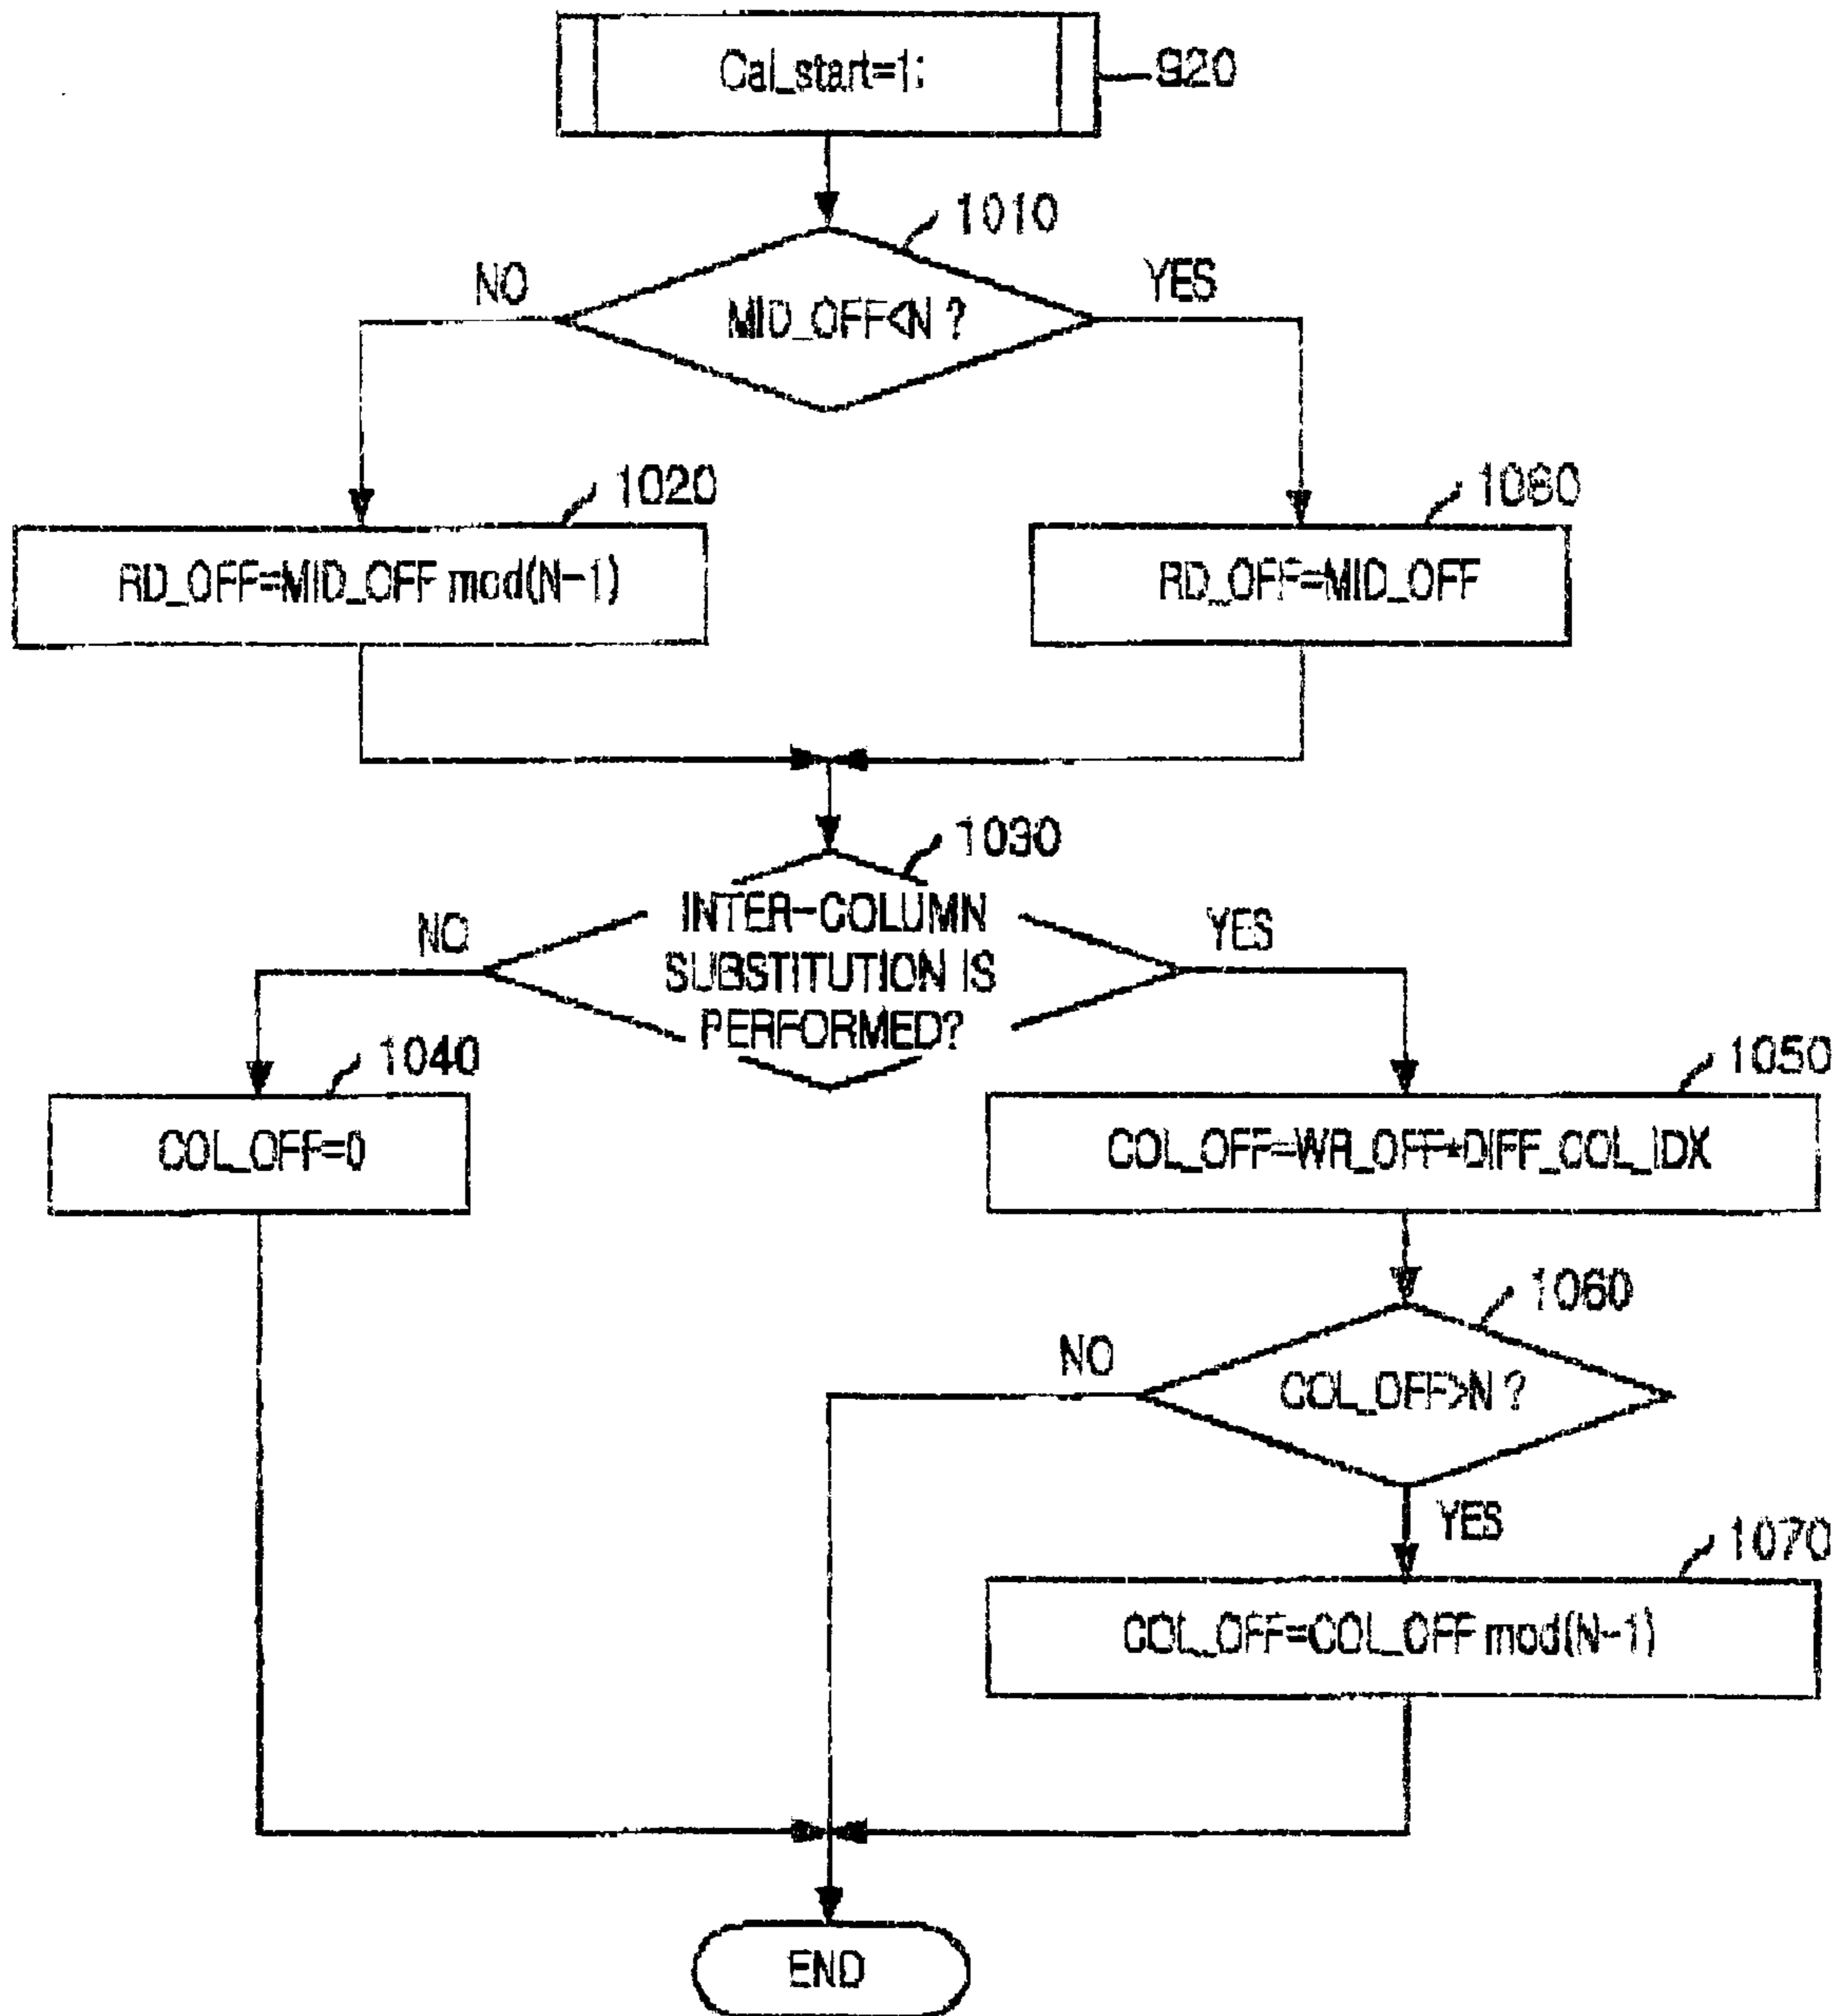 Cal_start=1;
920
1010
NO
YES
MID_OFF<N ?
1020
1080
RD_OFF=MID_OFF mod(N-1)
RD_OFF=MID_OFF
1030
INTER-COLUMN
SUBSTITUTION IS
PERFORMED?
NO
YES
1040
1050
COL_OFF=0
COL_OFF=WR_OFF*DIFF_COL_IDX
1060
NO
COL_OFF>N ?
YES
1070
COL_OFF=COL_OFF mod(N-1)
END